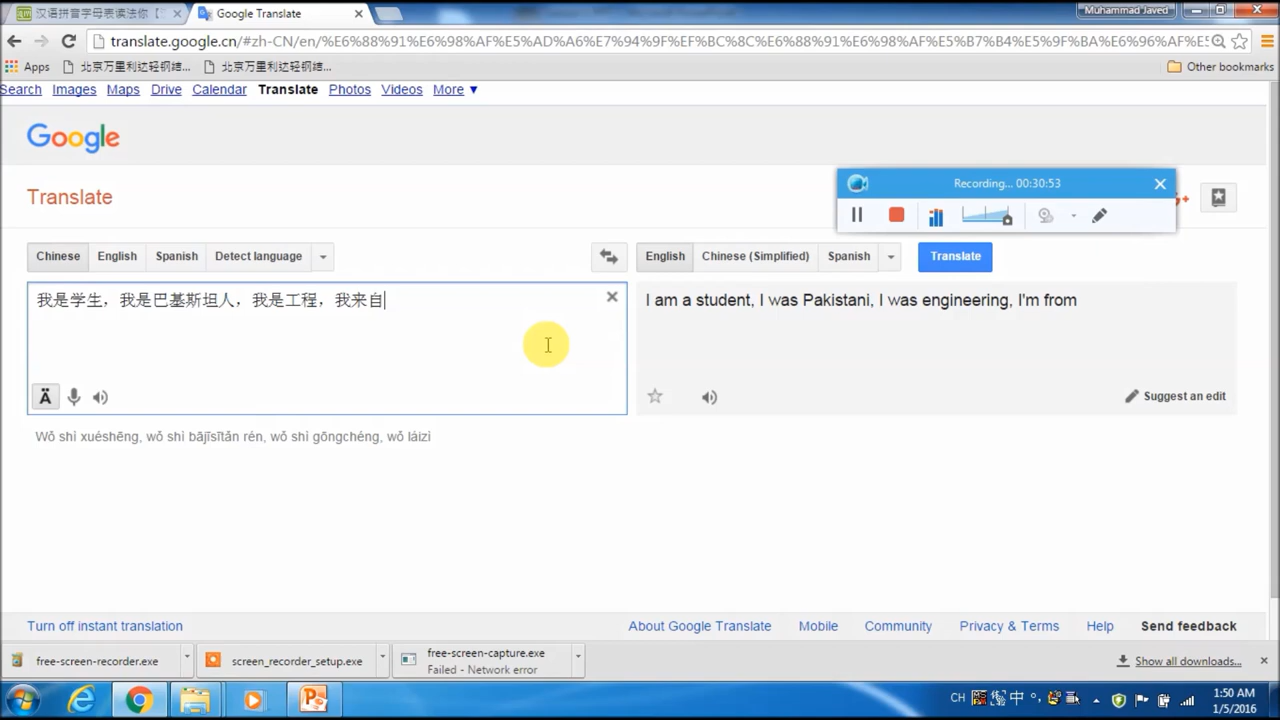 汉语拼音字母表读法你【
Google Translate
Muhammad Javed
translate.google.cn/#zh-CN/en/%E6%88%91%E6%98%AF%E5%AD%A6%E7%94%9F%EF%BC%8C%E6%88%91%E6%98%AF%E5%B7%B4%E5%9F%BA%E6%96%AF%E5
Apps
北京万里利达轻钢结...
北京万里利达轻钢结...
Other bookmarks
Search Images Maps Drive Calendar Translate Photos Videos More ▼
Google
Translate
Recording... 00:30:53
Chinese English Spanish Detect language
English Chinese (Simplified) Spanish
Translate
我是学生，我是巴基斯坦人，我是工程，我来自
I am a student, I was Pakistani, I was engineering, I'm from
Ä
Suggest an edit
Wǒ shì xuéshēng, wǒ shì bājīsītǎn rén, wǒ shì gōngchéng, wǒ láizì
Turn off instant translation
About Google Translate Mobile Community Privacy & Terms Help Send feedback
free-screen-recorder.exe
screen_recorder_setup.exe
free-screen-capture.exe
Failed - Network error
Show all downloads...
CH
中
1:50 AM
1/5/2016